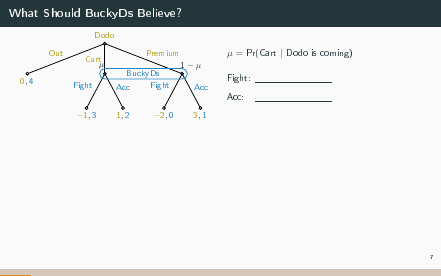 What Should BuckyDs Believe?
Dodo
Out
Cart
Premium
μ
BuckyDs
1 − μ
0, 4
Fight
Acc
Fight
Acc
−1, 3
1, 2
−2, 0
3, 1
μ = Pr(Cart | Dodo is coming)
Fight:
Acc:
7